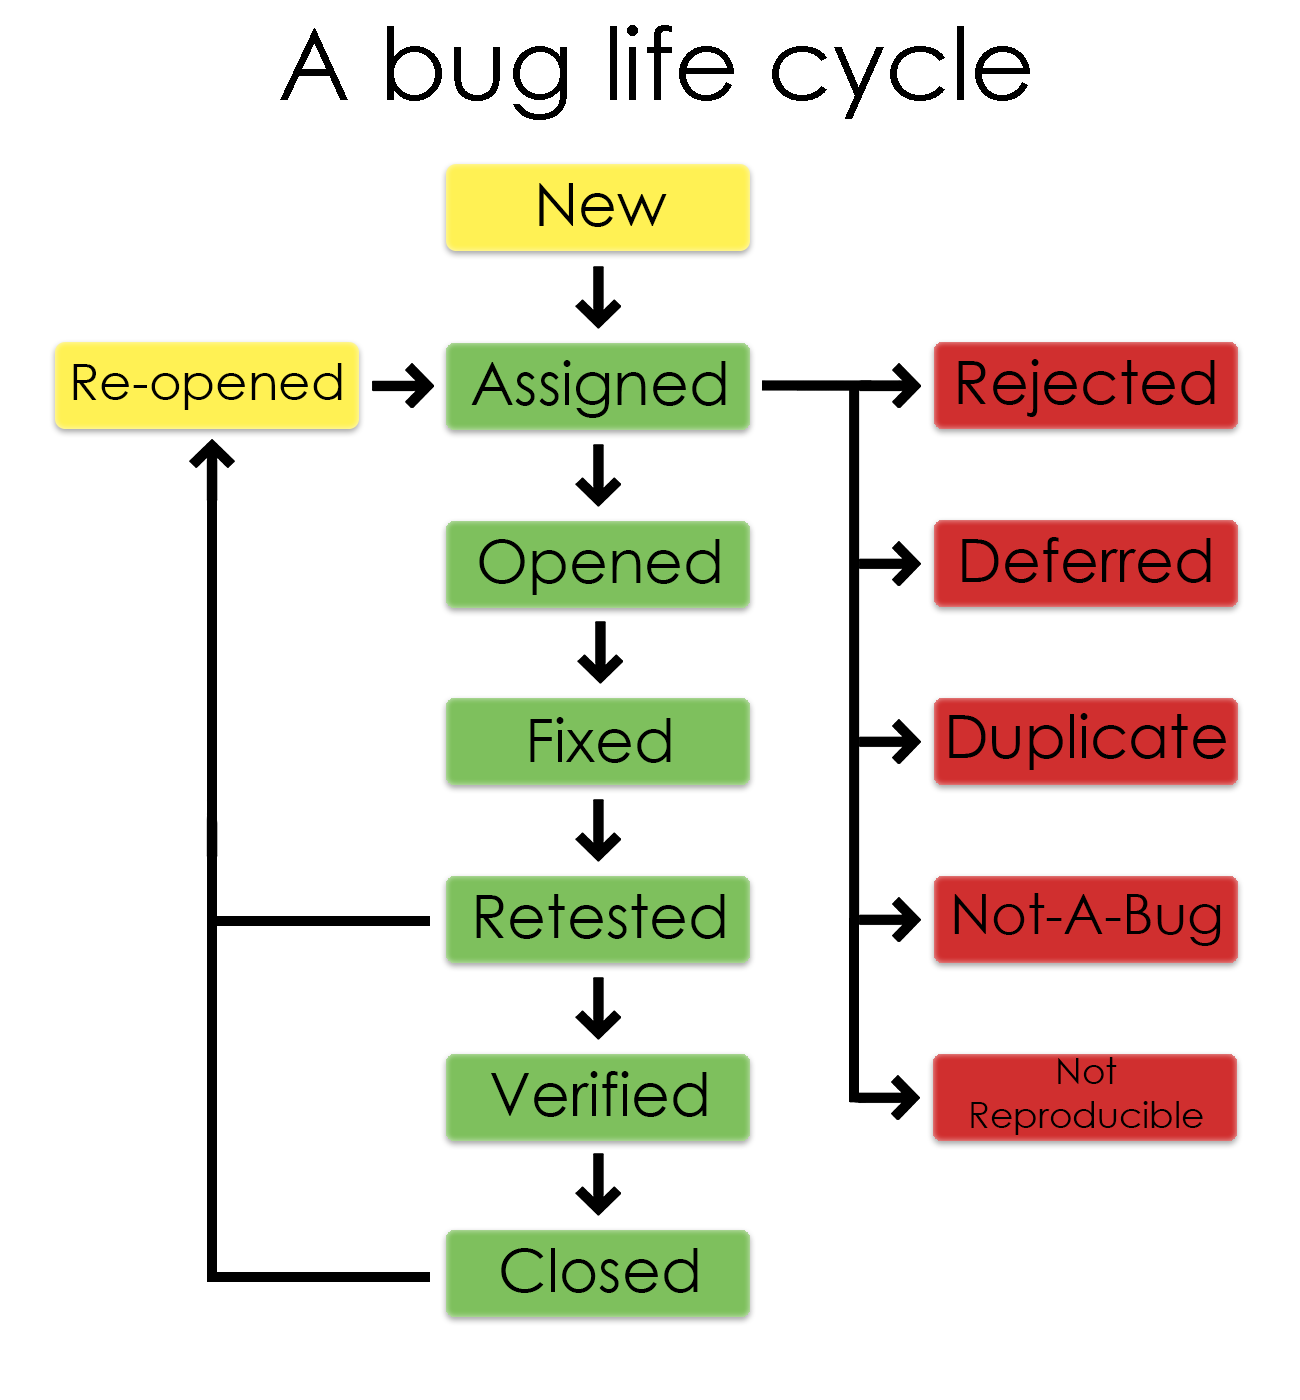 A bug life cycle
New
Re-opened
Assigned
Rejected
Opened
Deferred
Fixed
Duplicate
Retested
Not-A-Bug
Verified
Not
Reproducible
Closed